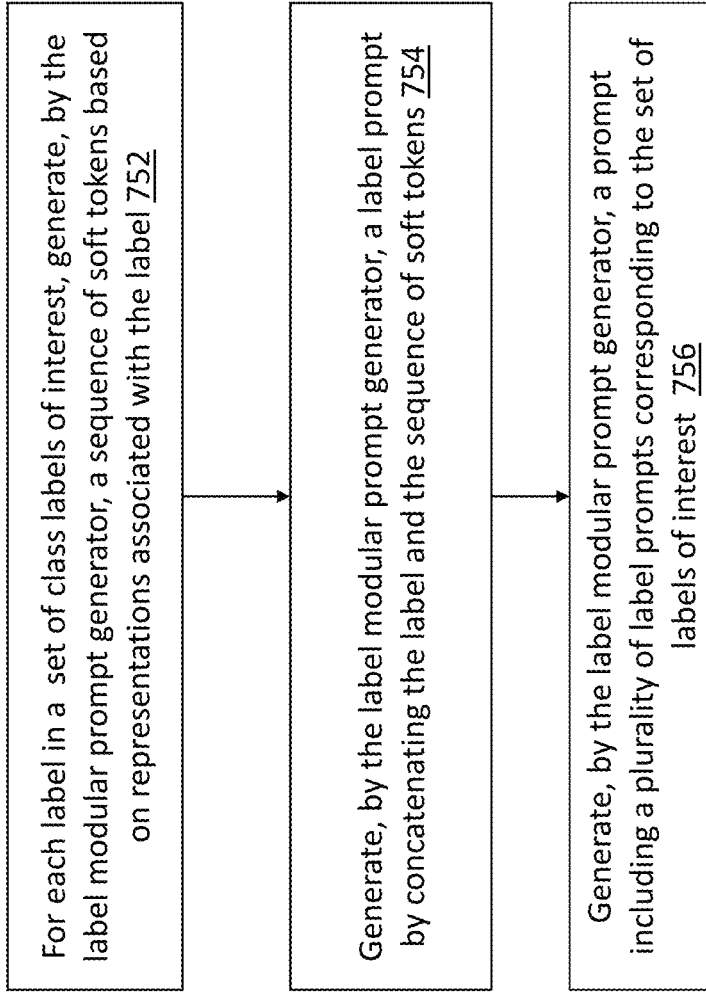 For each label in a set of class labels of interest, generate, by the
label modular prompt generator, a sequence of soft tokens based
on representations associated with the label 752
Generate, by the label modular prompt generator, a label prompt
by concatenating the label and the sequence of soft tokens 754
Generate, by the label modular prompt generator, a prompt
including a plurality of label prompts corresponding to the set of
labels of interest 756